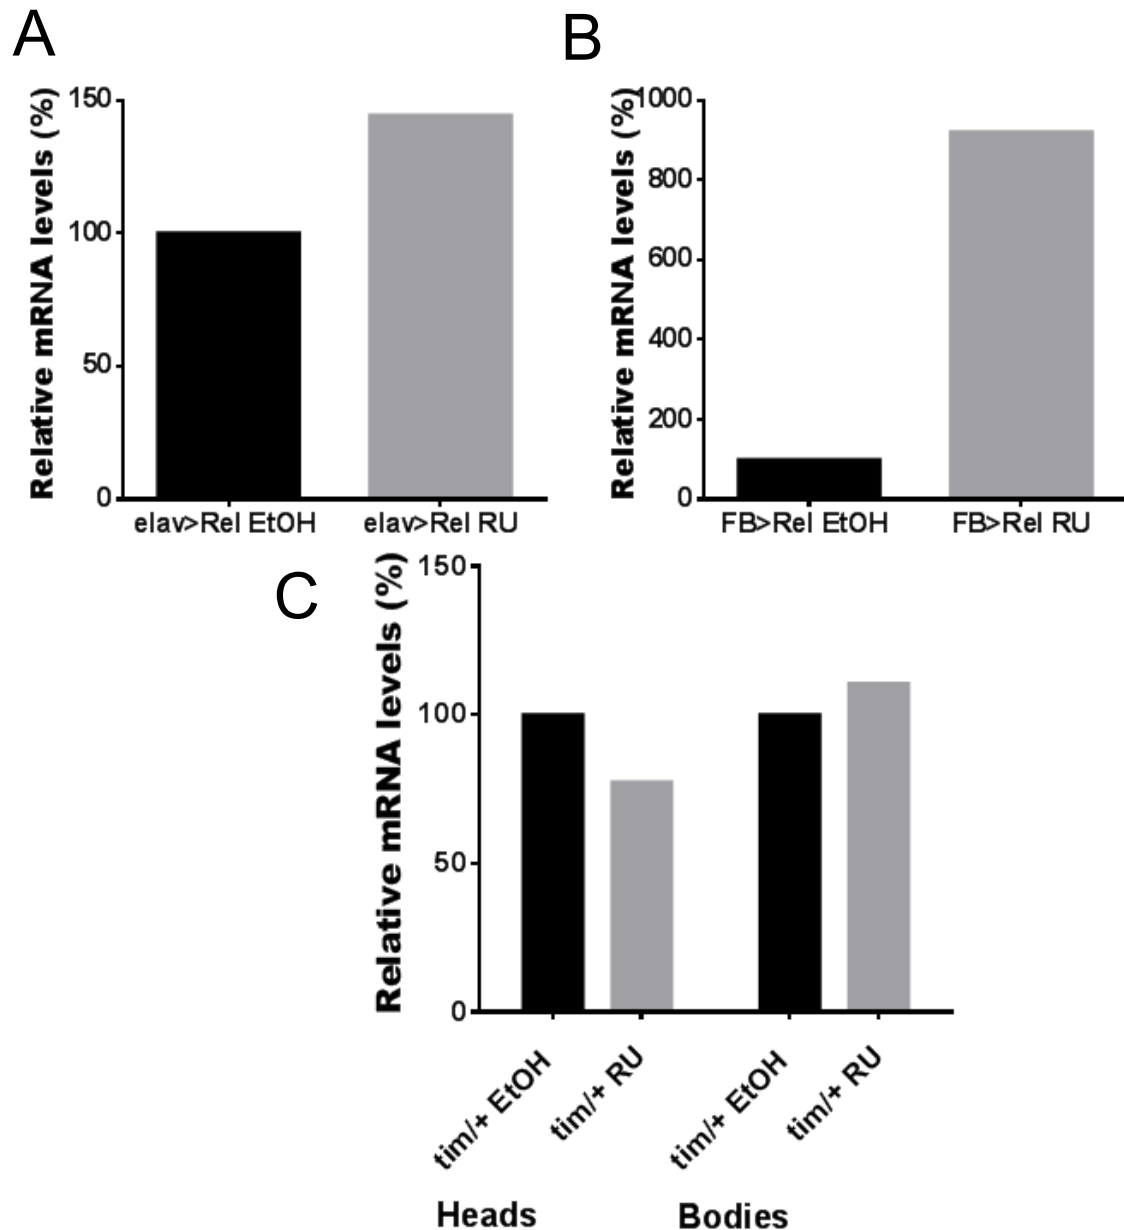 A
Relative mRNA levels (%)
150
100
50
0
elav>Rel EtOH
elav>Rel RU
B
Relative mRNA levels (%)
1000
800
600
400
200
0
FB>Rel EtOH
FB>Rel RU
C
Relative mRNA levels (%)
150
100
50
0
tim/+ EtOH
tim/+ RU
tim/+ EtOH
tim/+ RU
Heads
Bodies